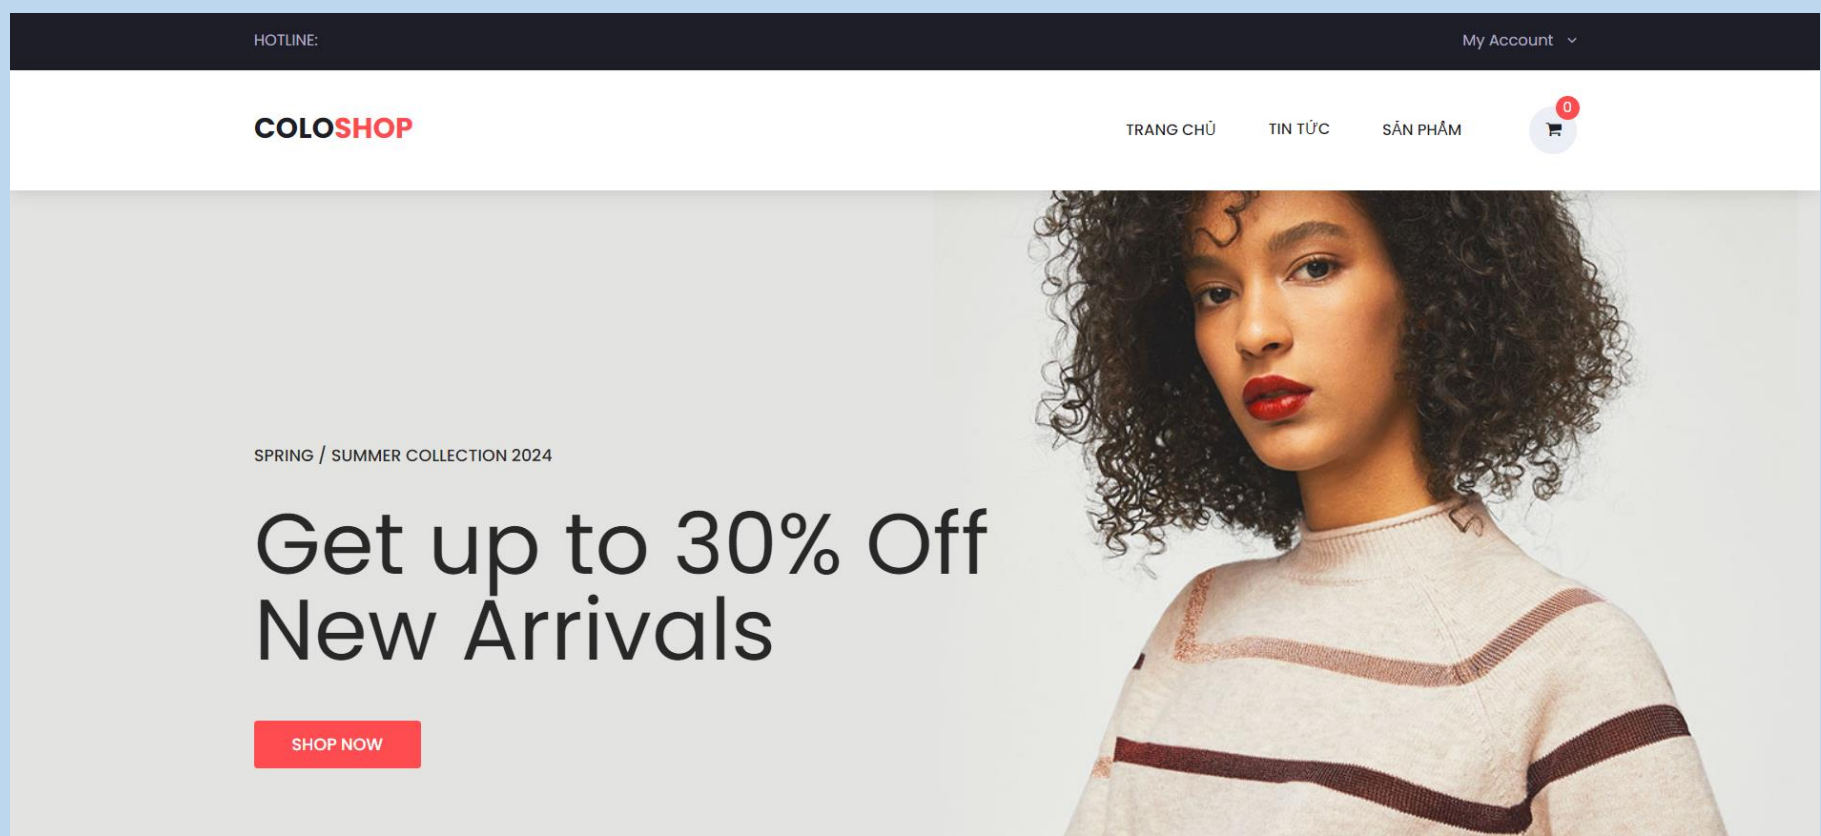 HOTLINE:
My Account
COLOSHOP
TRANG CHỦ
TIN TỨC
SẢN PHẨM
0
SPRING / SUMMER COLLECTION 2024
Get up to 30% Off
New Arrivals
SHOP NOW